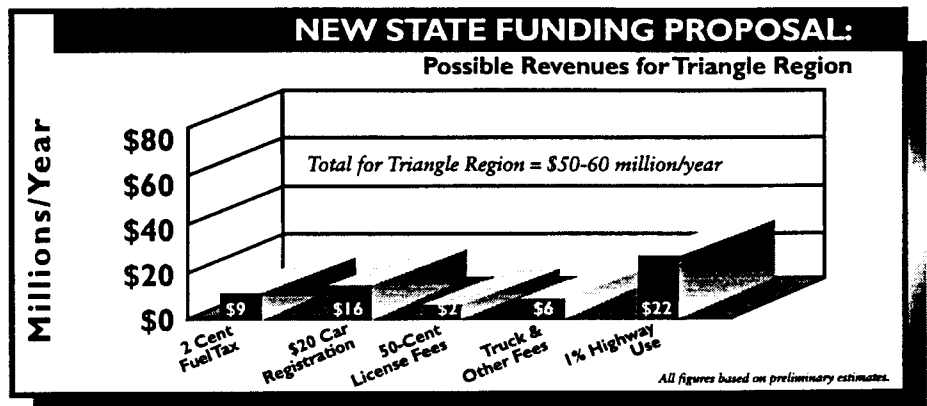 NEW STATE FUNDING PROPOSAL:
Possible Revenues for Triangle Region
Millions/Year
$80
$60
$40
$20
$0
Total for Triangle Region = $50-60 million/year
$9
$16
$2
$6
$22
2 Cent
Fuel Tax
$20 Car
Registration
50-Cent
License Fees
Truck &
Other Fees
1% Highway
Use
All figures based on preliminary estimates.